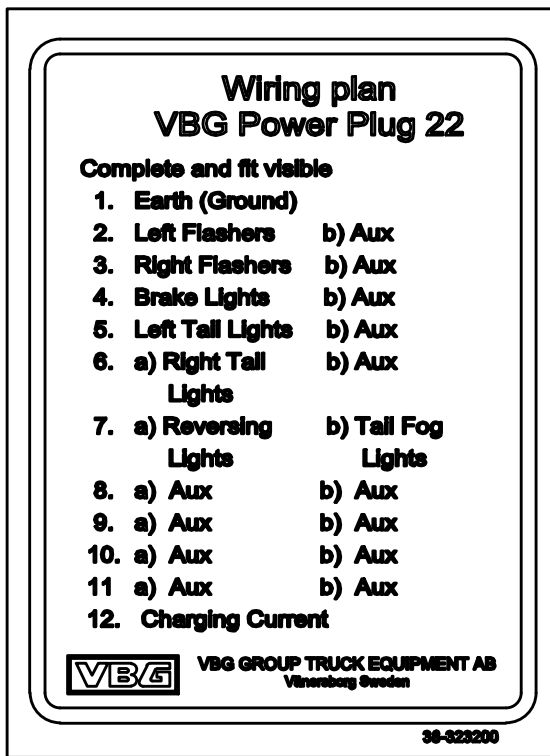 Wiring plan
VBG Power Plug 22
Complete and fit visible
1. Earth (Ground)
2. Left Flashers b) Aux
3. Right Flashers b) Aux
4. Brake Lights b) Aux
5. Left Tail Lights b) Aux
6. a) Right Tail b) Aux
Lights
7. a) Reversing b) Tail Fog
Lights Lights
8. a) Aux b) Aux
9. a) Aux b) Aux
10. a) Aux b) Aux
11 a) Aux b) Aux
12. Charging Current
VBG VBG GROUP TRUCK EQUIPMENT AB
Vänersborg Sweden
38-323200